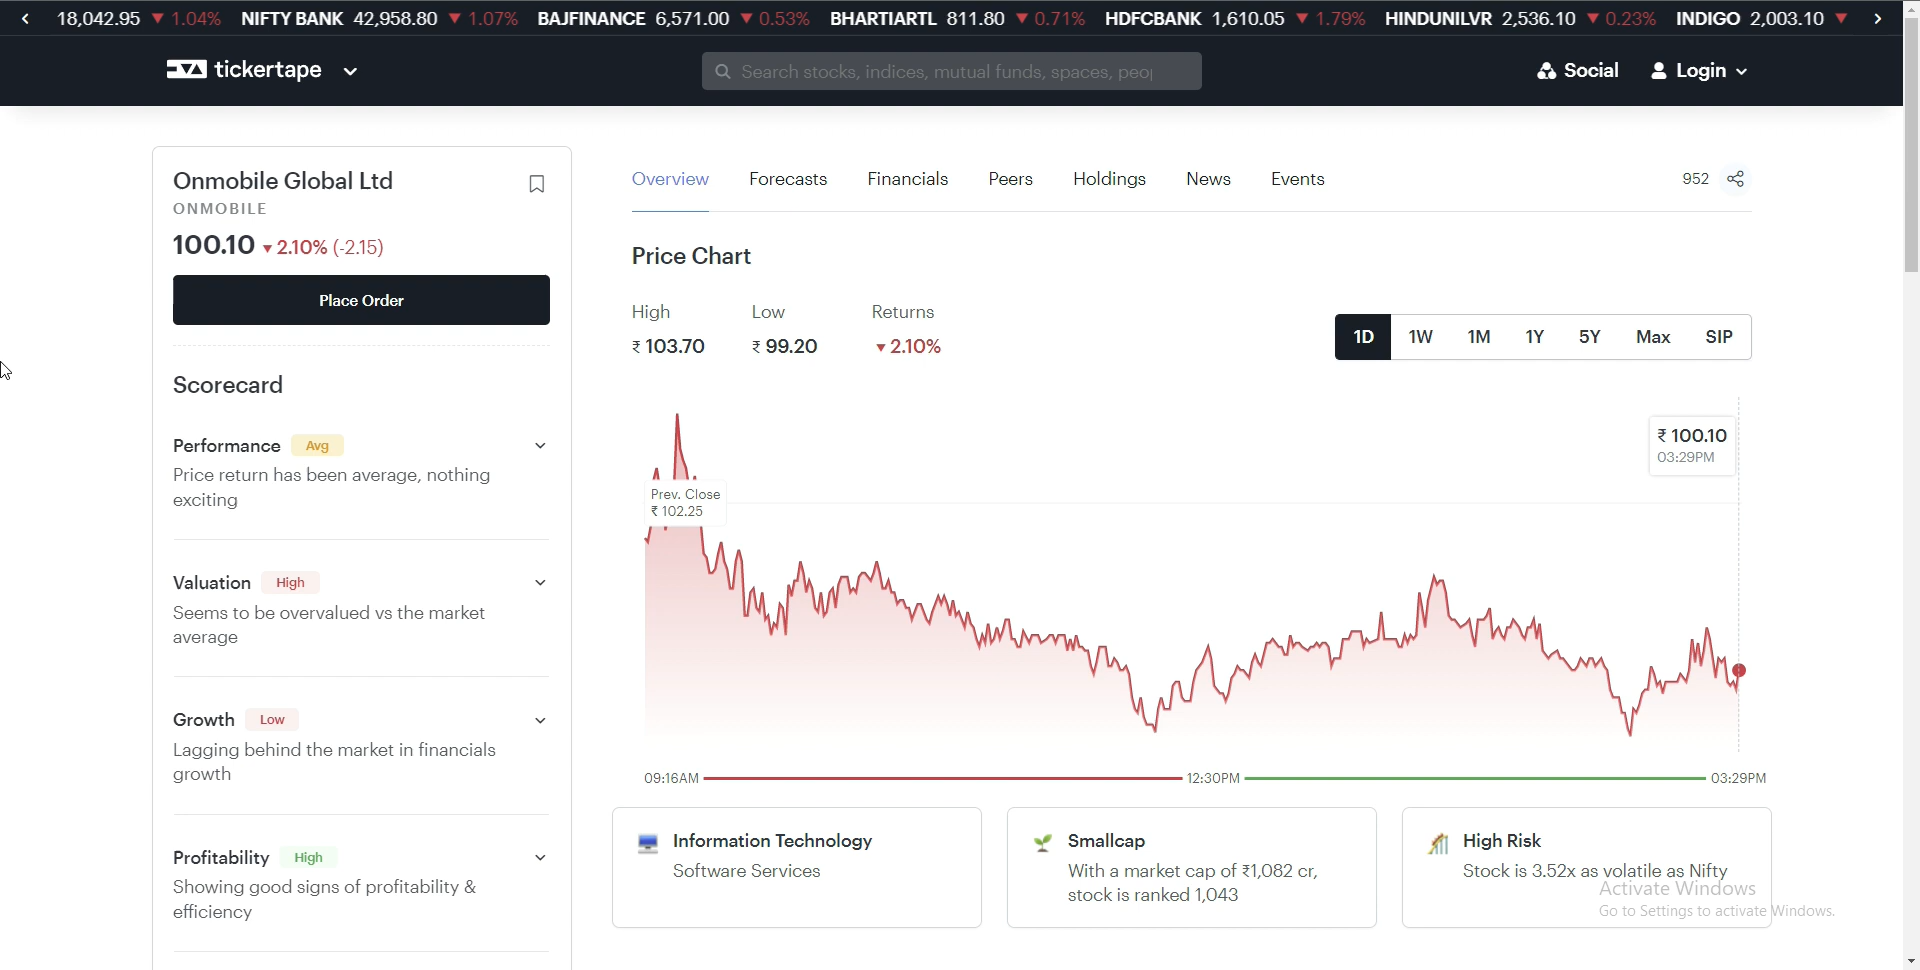 18,042.95 ▼ 1.04% NIFTY BANK 42,958.80 ▼ 1.07% BAJFINANCE 6,571.00 ▼ 0.53% BHARTIARTL 811.80 ▼ 0.71% HDFCBANK 1,610.05 ▼ 1.79% HINDUNILVR 2,536.10 ▼ 0.23% INDIGO 2,003.10 ▼
tickertape
Search stocks, indices, mutual funds, spaces, peo
Social
Login
Onmobile Global Ltd
ONMOBILE
100.10 ▼ 2.10% (-2.15)
Place Order
Scorecard
Performance Avg
Price return has been average, nothing
exciting
Valuation High
Seems to be overvalued vs the market
average
Growth Low
Lagging behind the market in financials
growth
Profitability High
Showing good signs of profitability &
efficiency
Overview Forecasts Financials Peers Holdings News Events
952
Price Chart
High Low Returns
₹ 103.70 ₹ 99.20 ▼ 2.10%
1D 1W 1M 1Y 5Y Max SIP
₹ 100.10
03:29PM
Prev. Close
₹ 102.25
09:16AM 12:30PM 03:29PM
Information Technology
Software Services
Smallcap
With a market cap of ₹1,082 cr,
stock is ranked 1,043
High Risk
Stock is 3.52x as volatile as Nifty
Activate Windows
Go to Settings to activate Windows.